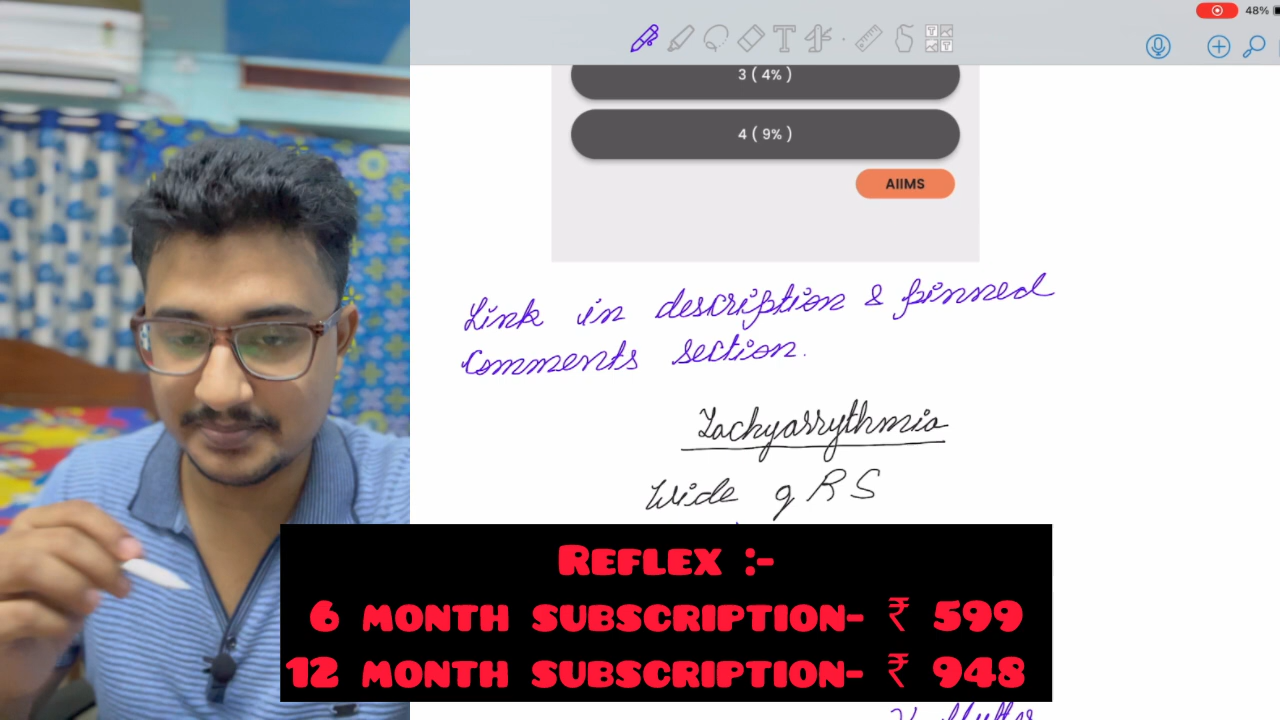 48%
3 ( 4% )
4 ( 9% )
AIIMS
Link in description & pinned
comments section.
Tachyarrythmia
Wide qRS
REFLEX :-
6 MONTH SUBSCRIPTION- ₹ 599
12 MONTH SUBSCRIPTION- ₹ 948